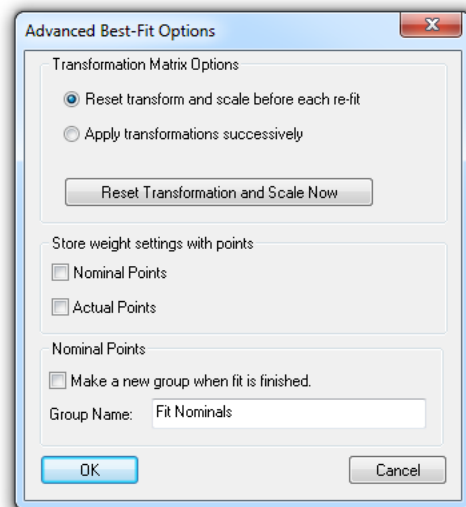 Advanced Best-Fit Options
Transformation Matrix Options
Reset transform and scale before each re-fit
Apply transformations successively
Reset Transformation and Scale Now
Store weight settings with points
Nominal Points
Actual Points
Nominal Points
Make a new group when fit is finished.
Group Name: Fit Nominals
OK Cancel